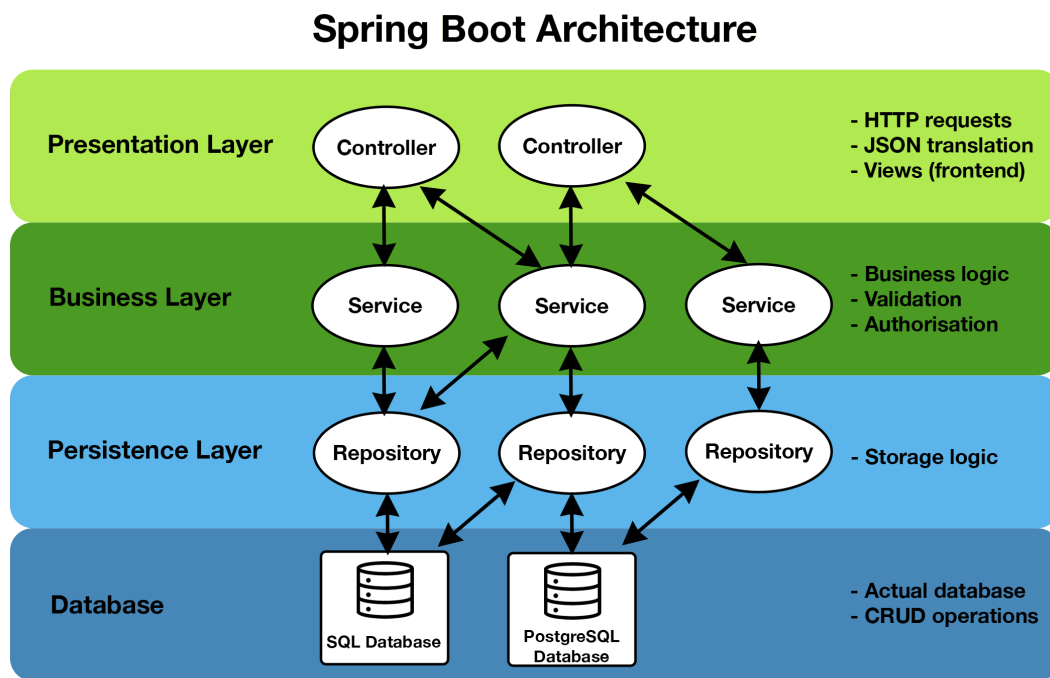 Spring Boot Architecture
Presentation Layer
Controller
Controller
- HTTP requests
- JSON translation
- Views (frontend)
Business Layer
Service
Service
Service
- Business logic
- Validation
- Authorisation
Persistence Layer
Repository
Repository
Repository
- Storage logic
Database
SQL Database
PostgreSQL
Database
- Actual database
- CRUD operations